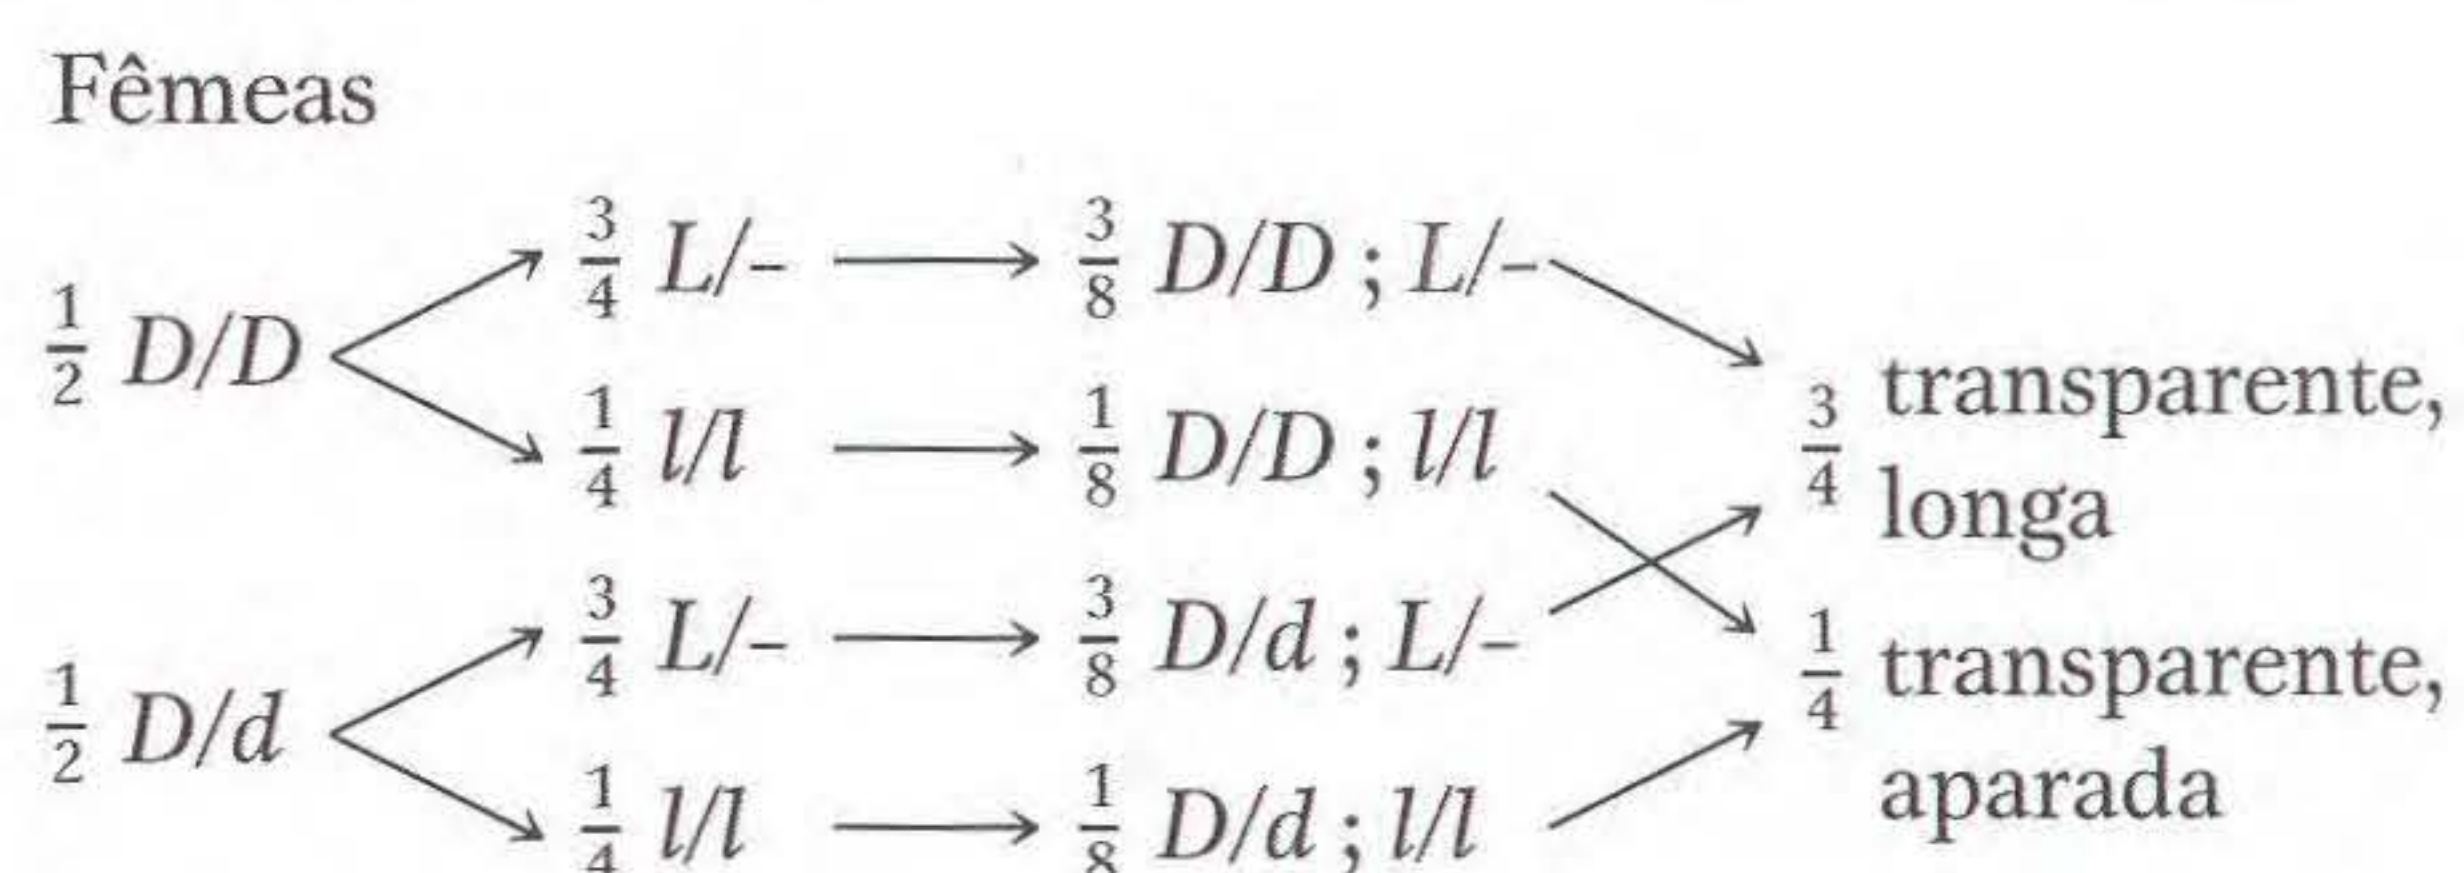 Fêmeas
3/4 L/– → 3/8 D/D ; L/–
1/2 D/D
1/4 l/l → 1/8 D/D ; l/l
3/4 transparente,
longa
3/4 L/– → 3/8 D/d ; L/–
1/2 D/d
1/4 transparente,
aparada
1/4 l/l → 1/8 D/d ; l/l